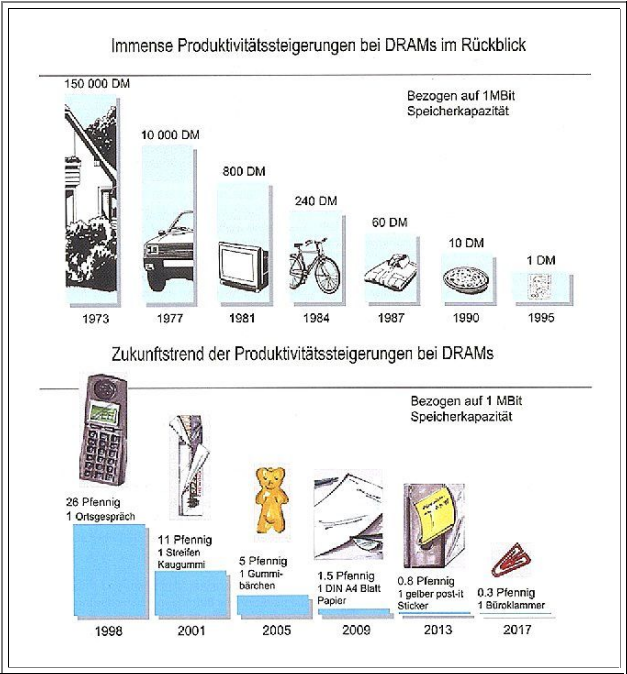 Immense Produktivitätssteigerungen bei DRAMs im Rückblick
150 000 DM
Bezogen auf 1MBit
Speicherkapazität
10 000 DM
800 DM
240 DM
60 DM
10 DM
1 DM
1973
1977
1981
1984
1987
1990
1995
Zukunftstrend der Produktivitätssteigerungen bei DRAMs
Bezogen auf 1 MBit
Speicherkapazität
26 Pfennig
1 Ortsgespräch
11 Pfennig
1 Streifen
Kaugummi
5 Pfennig
1 Gummi-
bärchen
1.5 Pfennig
1 DIN A4 Blatt
Papier
0.8 Pfennig
1 gelber post-it
Sticker
0.3 Pfennig
1 Büroklammer
1998
2001
2005
2009
2013
2017